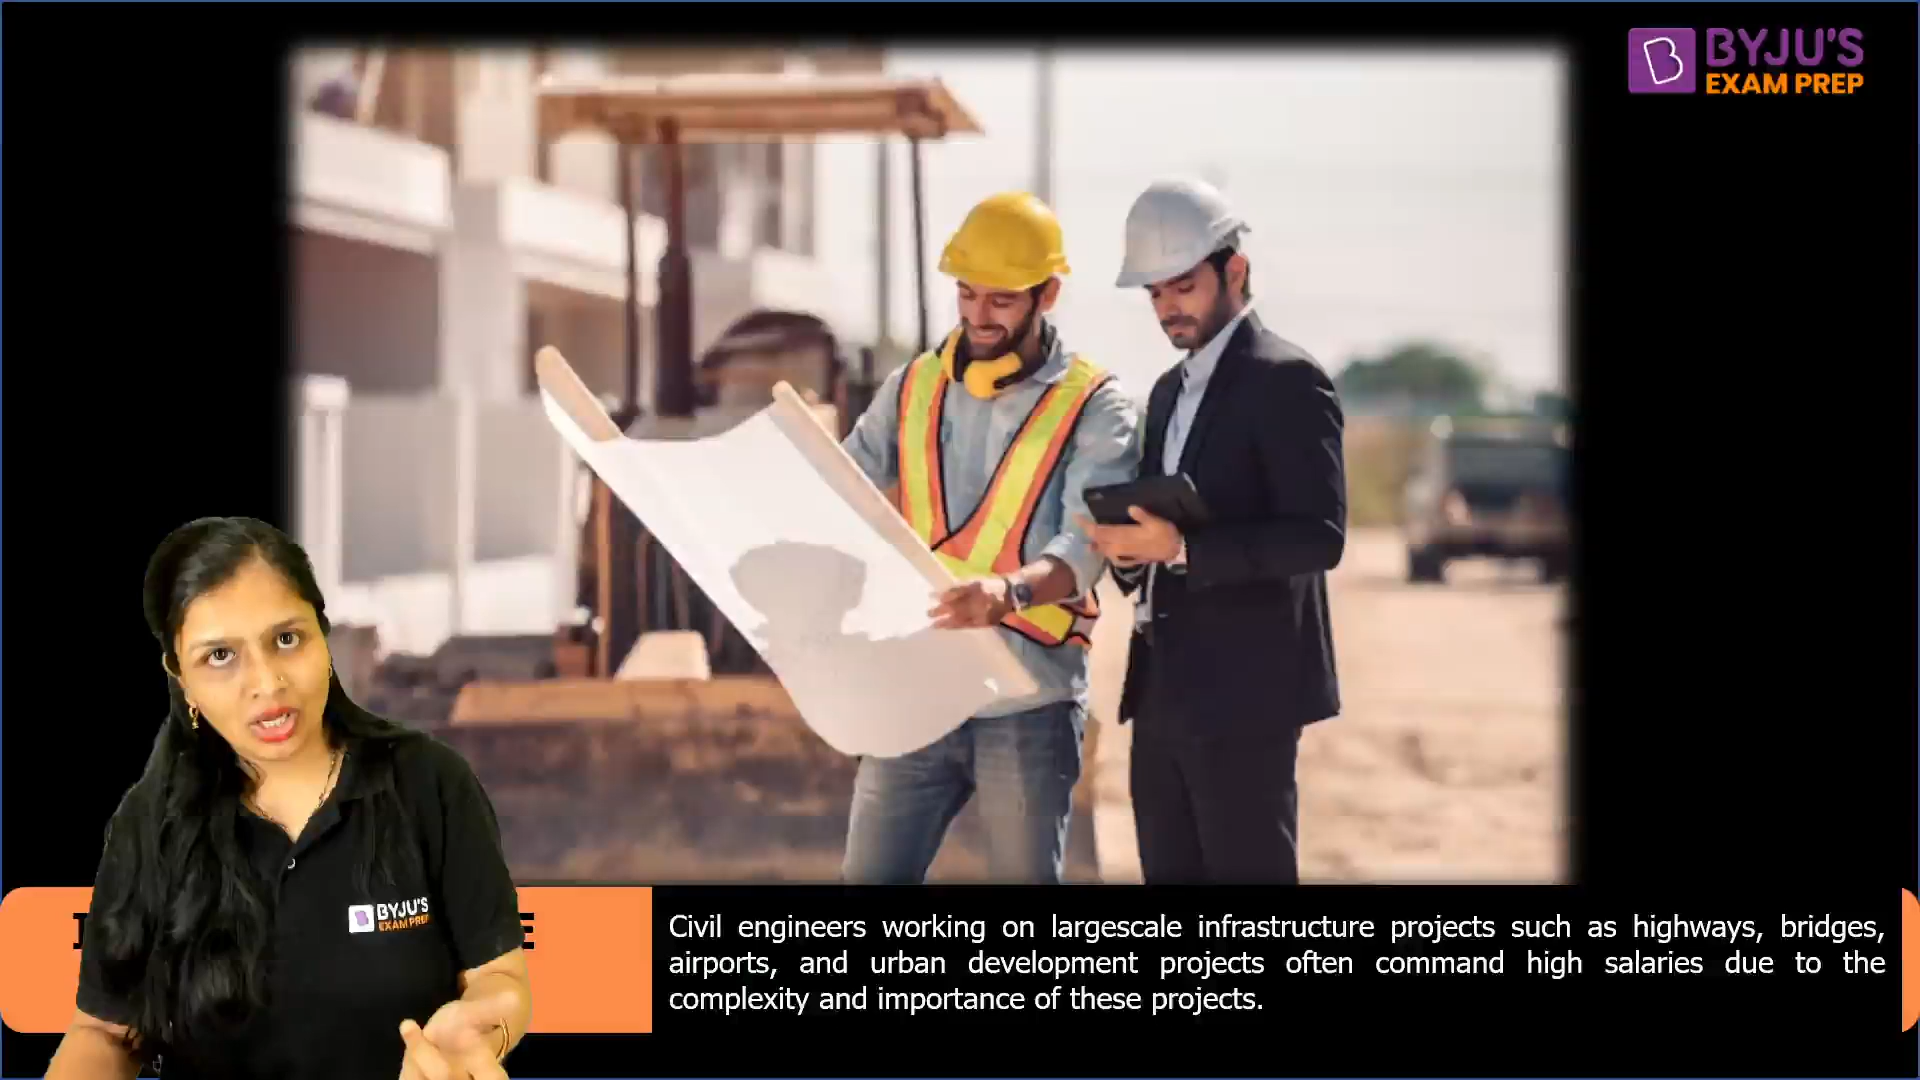 BYJU'S
EXAM PREP
BYJU'S
EXAM PREP
Civil engineers working on largescale infrastructure projects such as highways, bridges,
airports, and urban development projects often command high salaries due to the
complexity and importance of these projects.